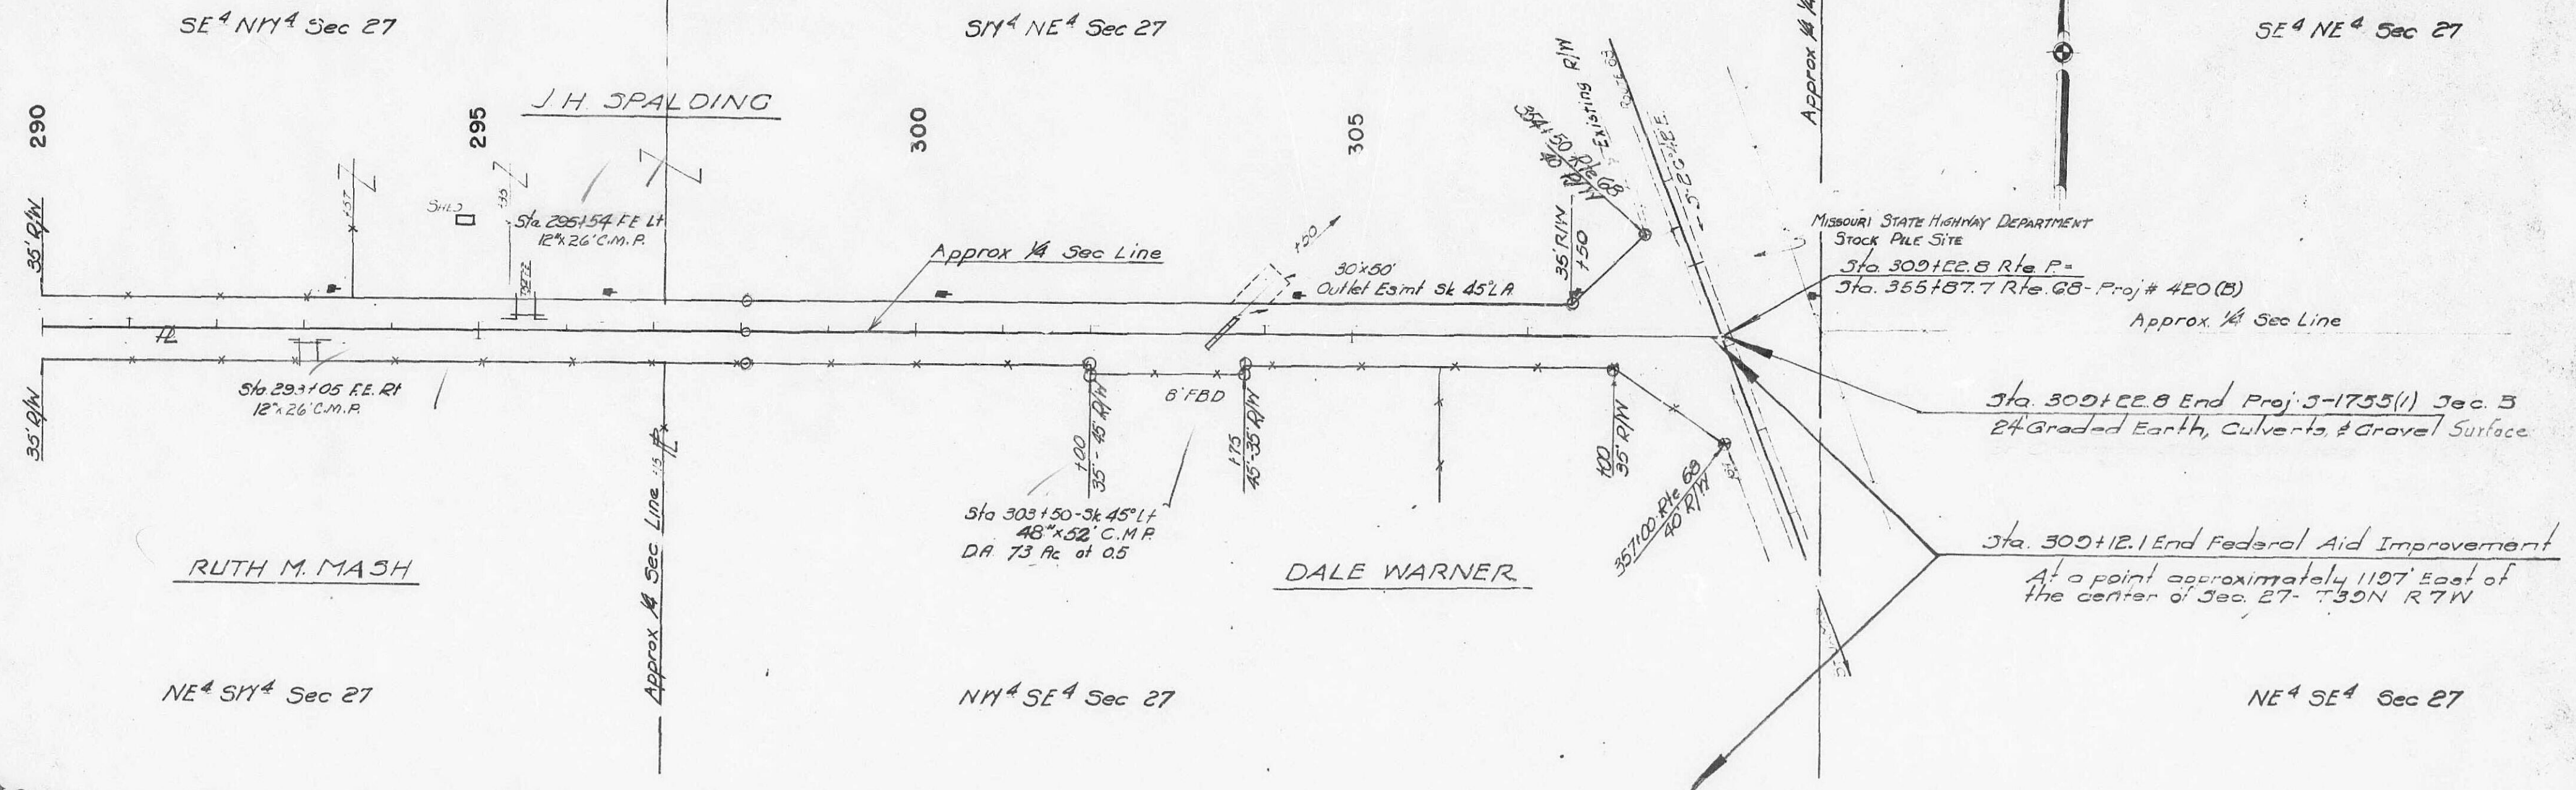 SE⁴ NW⁴ Sec 27
SW⁴ NE⁴ Sec 27
SE⁴ NE⁴ Sec 27
J. H. SPALDING
290
295
300
305
35' R/W
35' R/W
+37
SHED
+35
Sta. 295+54 F.E. Lt
12"x26' C.M.P.
Approx ¼ Sec Line
+50
30'x50'
Outlet Esmt Sk 45° LA
35' R/W
+50
Existing R/W
Rte 68
Approx ¼ ¼
MISSOURI STATE HIGHWAY DEPARTMENT
STOCK PILE SITE
Sta. 309+22.8 Rte. P. =
Sta. 355+87.7 Rte. 68- Proj # 420 (B)
Approx. ¼ Sec Line
Sta. 293+05 F.E. Rt
12"x26' C.M.P.
6' FBD
+00
35' - 45' R/W
+75
45'-35' R/W
+00
35' R/W
357+00 Rte 68
40' R/W
Sta 303+50-Sk 45° Lt
48"x52' C.M.P.
D.A. 73 Ac. at 0.5
Sta. 309+22.8 End Proj. S-1755(1) Sec. B
24' Graded Earth, Culverts, & Gravel Surface
Sta. 309+12.1 End Federal Aid Improvement
At a point approximately 1197' East of
the center of Sec. 27- T39N R7W
RUTH M. MASH
Approx ¼ Sec Line
DALE WARNER
NE⁴ SW⁴ Sec 27
NW⁴ SE⁴ Sec 27
NE⁴ SE⁴ Sec 27